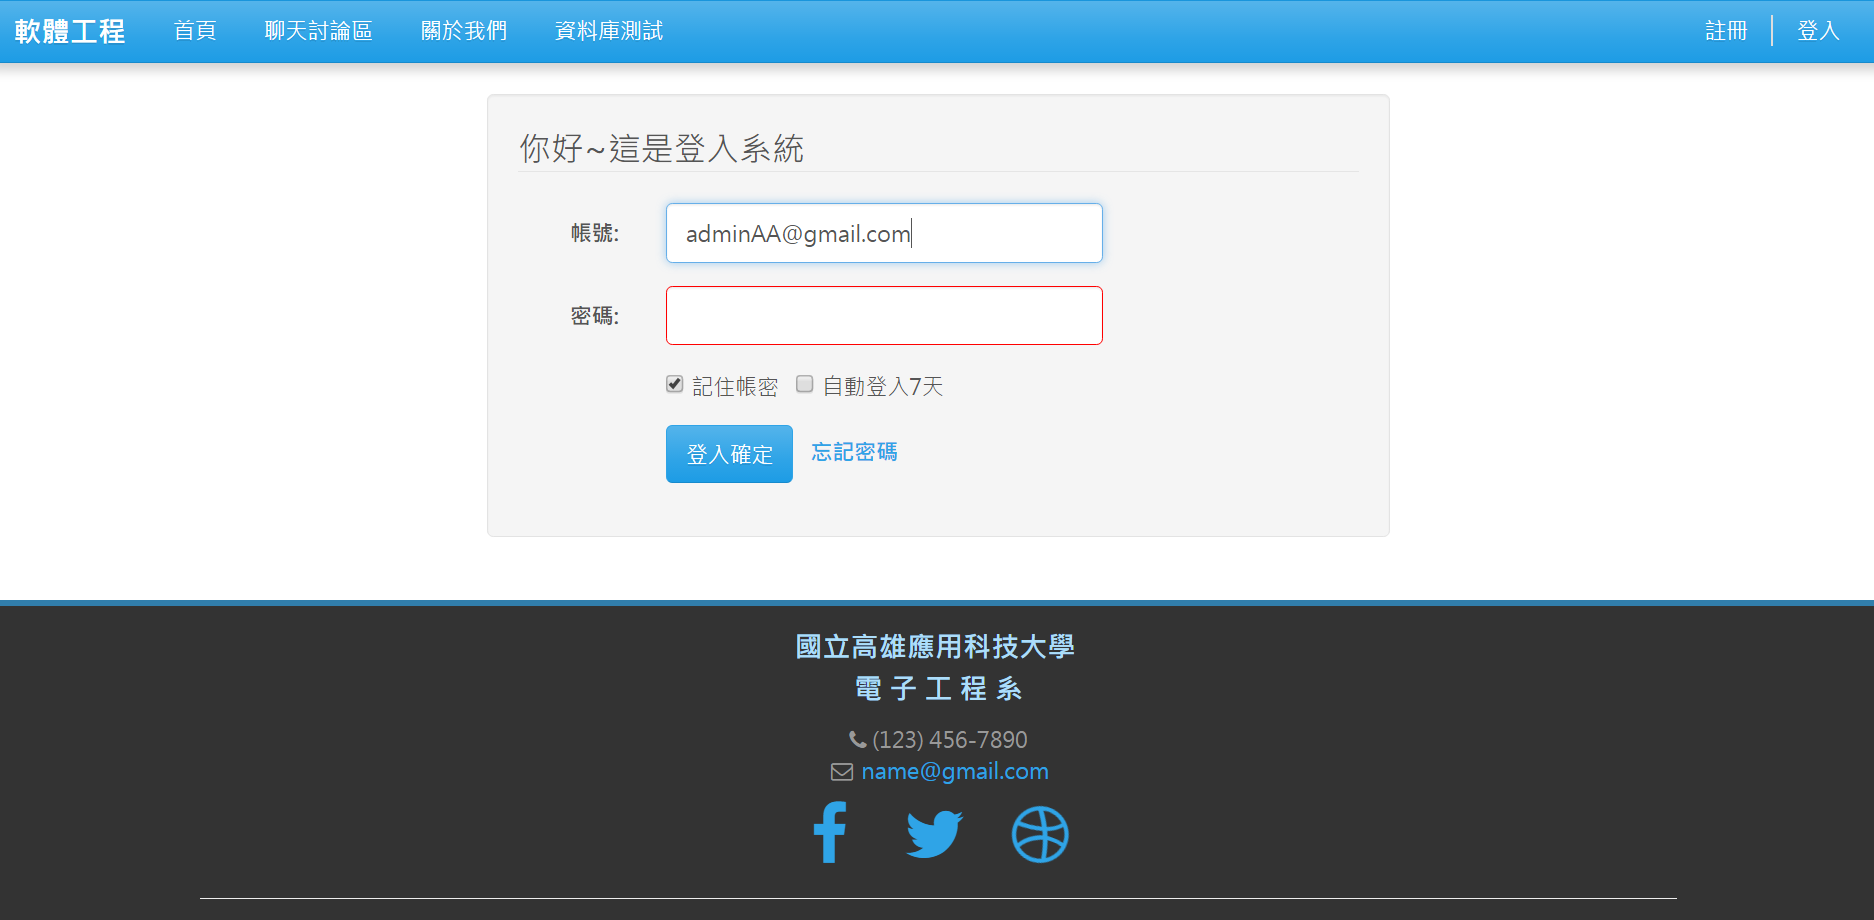 軟體工程 首頁 聊天討論區 關於我們 資料庫測試 註冊 登入
你好~這是登入系統
帳號: adminAA@gmail.com
密碼:
記住帳密 自動登入7天
登入確定 忘記密碼
國立高雄應用科技大學
電子工程系
(123) 456-7890
name@gmail.com